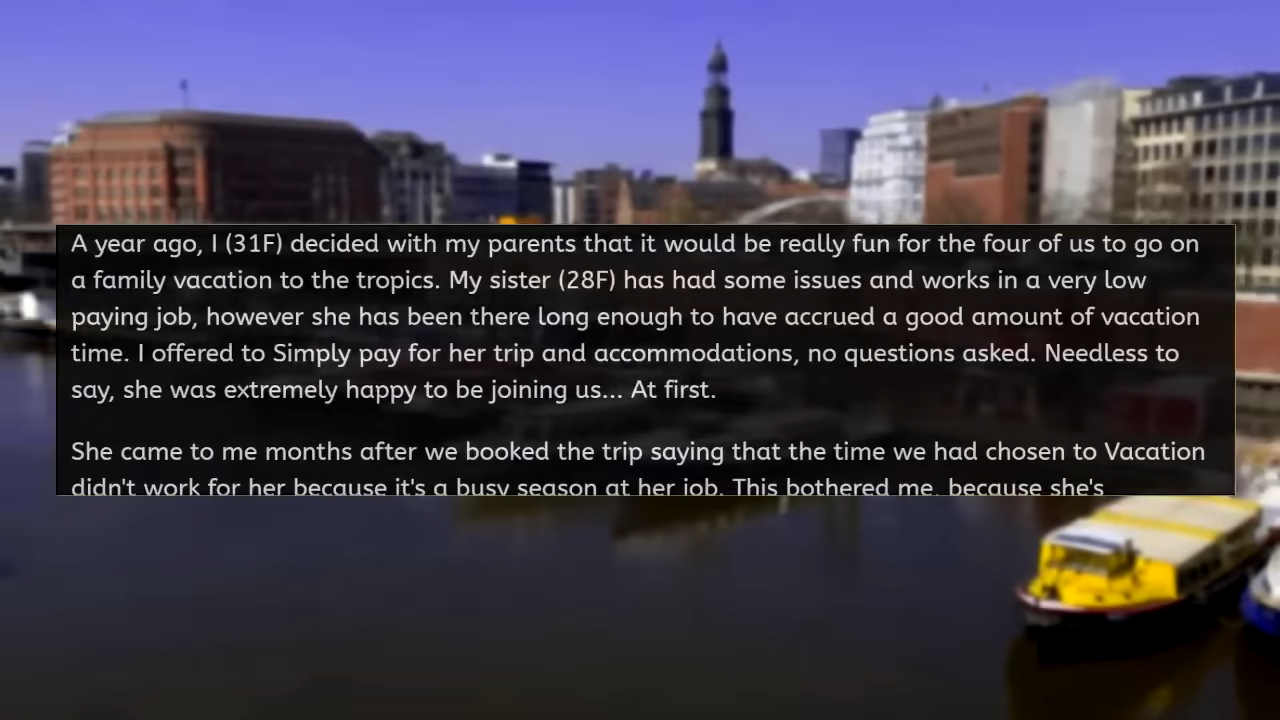 A year ago, I (31F) decided with my parents that it would be really fun for the four of us to go on
a family vacation to the tropics. My sister (28F) has had some issues and works in a very low
paying job, however she has been there long enough to have accrued a good amount of vacation
time. I offered to Simply pay for her trip and accommodations, no questions asked. Needless to
say, she was extremely happy to be joining us... At first.
She came to me months after we booked the trip saying that the time we had chosen to Vacation
didn't work for her because it's a busy season at her job. This bothered me, because she's